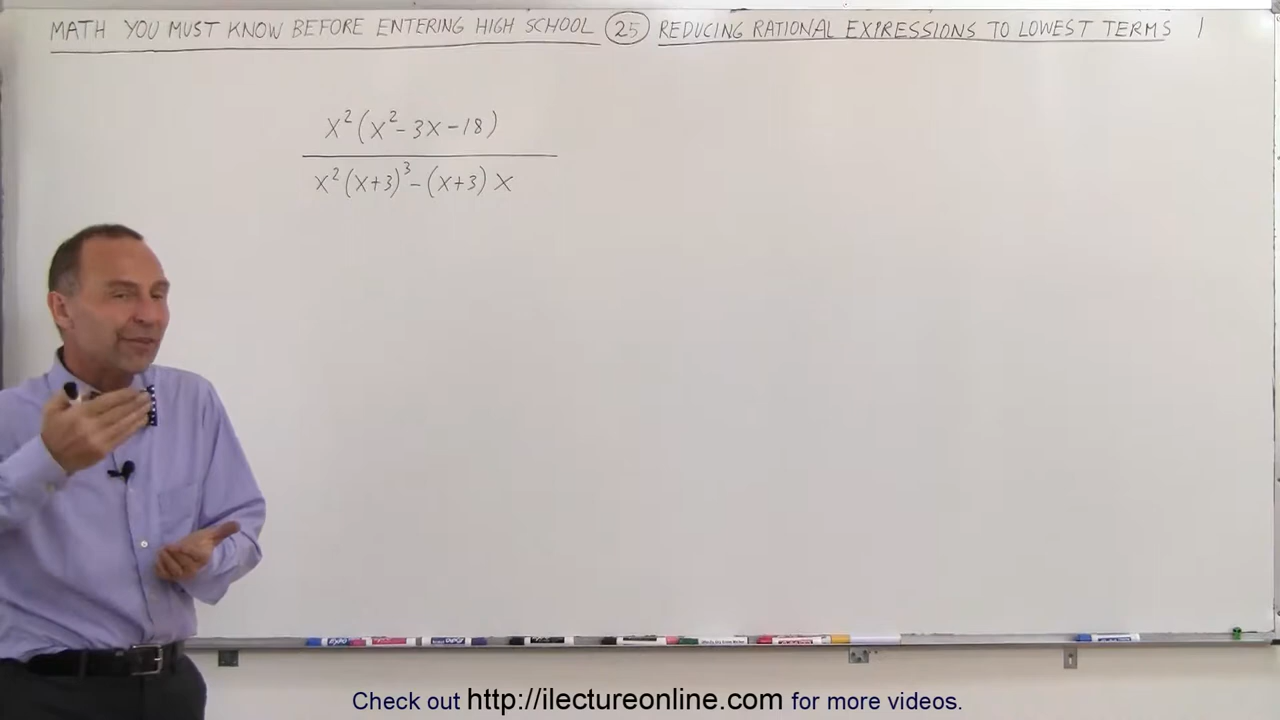 MATH YOU MUST KNOW BEFORE ENTERING HIGH SCHOOL 25 REDUCING RATIONAL EXPRESSIONS TO LOWEST TERMS 1
x²(x²-3x-18)
x²(x+3)³-(x+3)x
Check out http://ilectureonline.com for more videos.